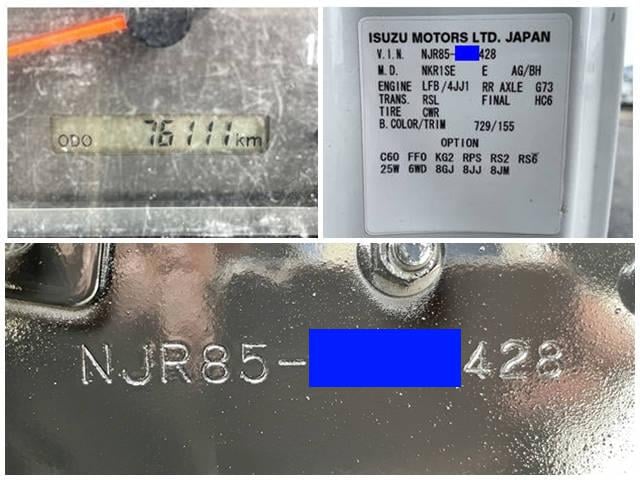 ODO 76111km
ISUZU MOTORS LTD. JAPAN
V.I.N. NJR85- 428
M.D. NKR1SE E AG/BH
ENGINE LFB/4JJ1 RR AXLE G73
TRANS. RSL FINAL HC6
TIRE CWR
B.COLOR/TRIM 729/155
OPTION
C60 FF0 KG2 RPS RS2 RS6
25W 6WD 8GJ 8JJ 8JM
NJR85- 428